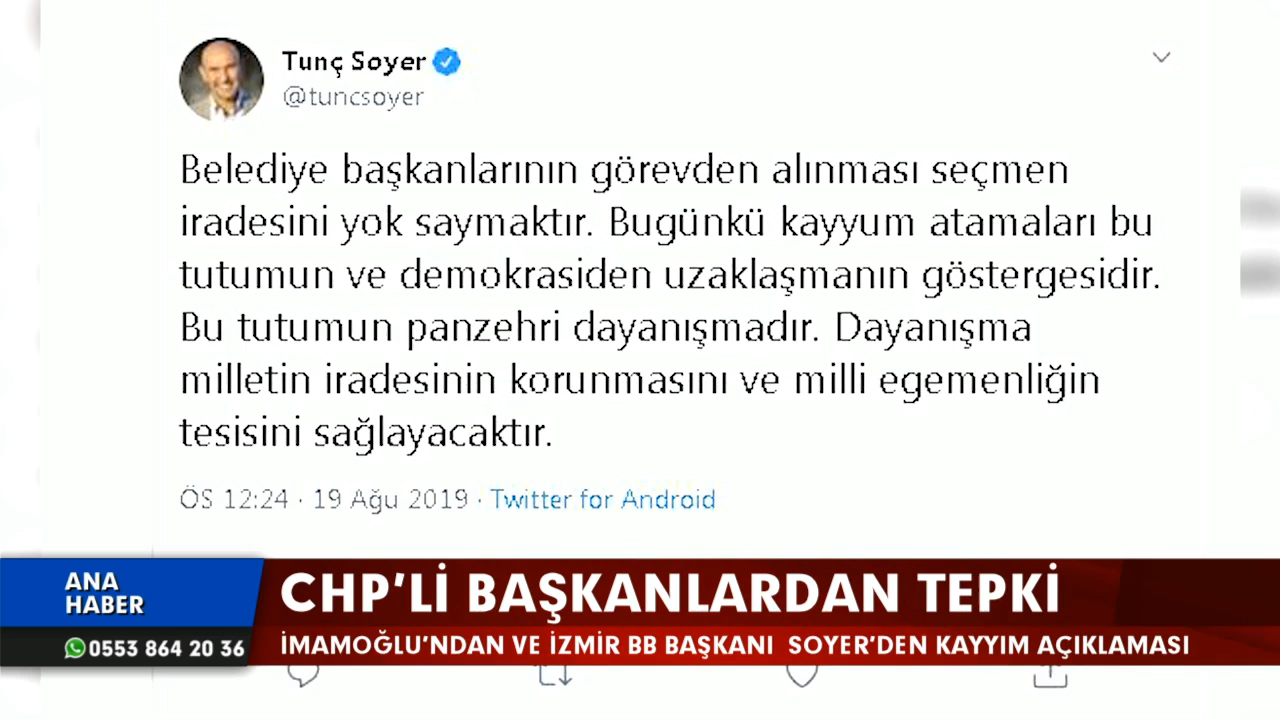 Tunç Soyer
@tuncsoyer
Belediye başkanlarının görevden alınması seçmen
iradesini yok saymaktır. Bugünkü kayyum atamaları bu
tutumun ve demokrasiden uzaklaşmanın göstergesidir.
Bu tutumun panzehri dayanışmadır. Dayanışma
milletin iradesinin korunmasını ve milli egemenliğin
tesisini sağlayacaktır.
ÖS 12:24 · 19 Ağu 2019 · Twitter for Android
ANA
HABER
CHP'Lİ BAŞKANLARDAN TEPKİ
0553 864 20 36
İMAMOĞLU'NDAN VE İZMİR BB BAŞKANI SOYER'DEN KAYYIM AÇIKLAMASI